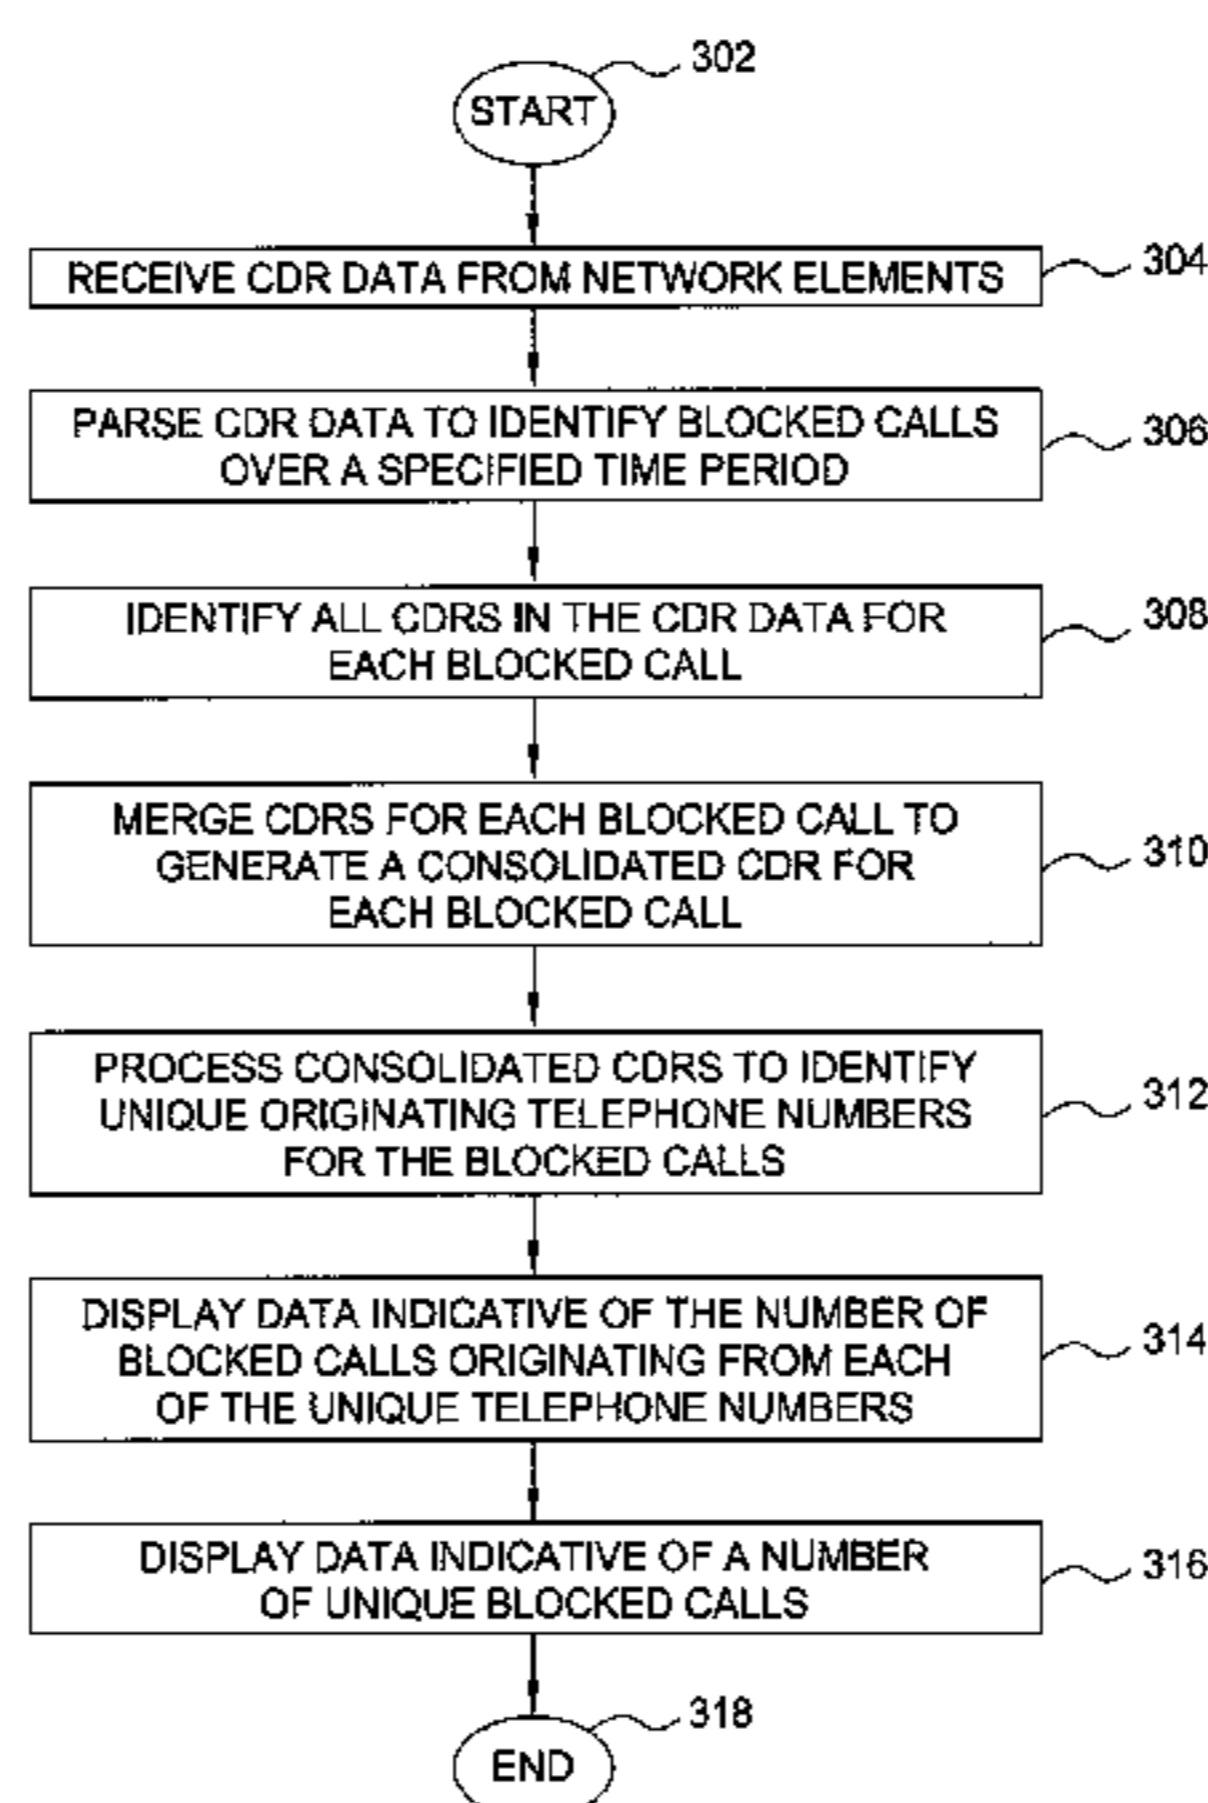 302
START
RECEIVE CDR DATA FROM NETWORK ELEMENTS
304
PARSE CDR DATA TO IDENTIFY BLOCKED CALLS
OVER A SPECIFIED TIME PERIOD
306
IDENTIFY ALL CDRS IN THE CDR DATA FOR
EACH BLOCKED CALL
308
MERGE CDRS FOR EACH BLOCKED CALL TO
GENERATE A CONSOLIDATED CDR FOR
EACH BLOCKED CALL
310
PROCESS CONSOLIDATED CDRS TO IDENTIFY
UNIQUE ORIGINATING TELEPHONE NUMBERS
FOR THE BLOCKED CALLS
312
DISPLAY DATA INDICATIVE OF THE NUMBER OF
BLOCKED CALLS ORIGINATING FROM EACH
OF THE UNIQUE TELEPHONE NUMBERS
314
DISPLAY DATA INDICATIVE OF A NUMBER
OF UNIQUE BLOCKED CALLS
316
318
END